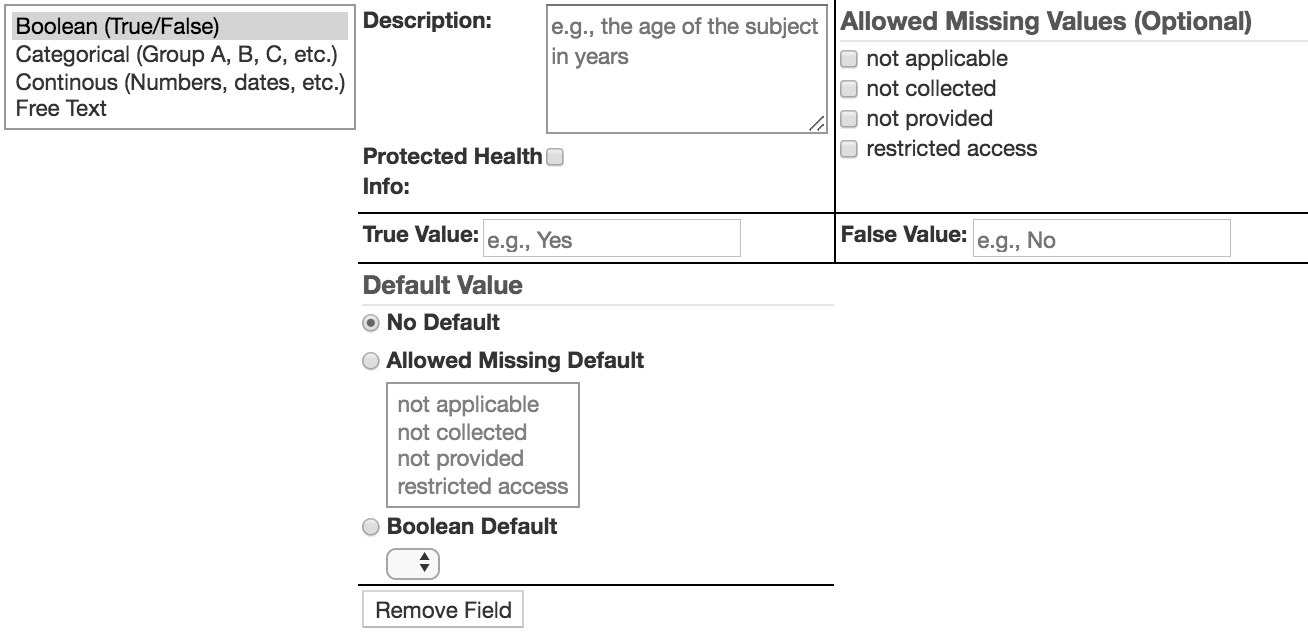 Boolean (True/False)
Categorical (Group A, B, C, etc.)
Continous (Numbers, dates, etc.)
Free Text
Description:
e.g., the age of the subject
in years
Protected Health
Info:
Allowed Missing Values (Optional)
not applicable
not collected
not provided
restricted access
True Value:
e.g., Yes
False Value:
e.g., No
Default Value
No Default
Allowed Missing Default
not applicable
not collected
not provided
restricted access
Boolean Default
Remove Field